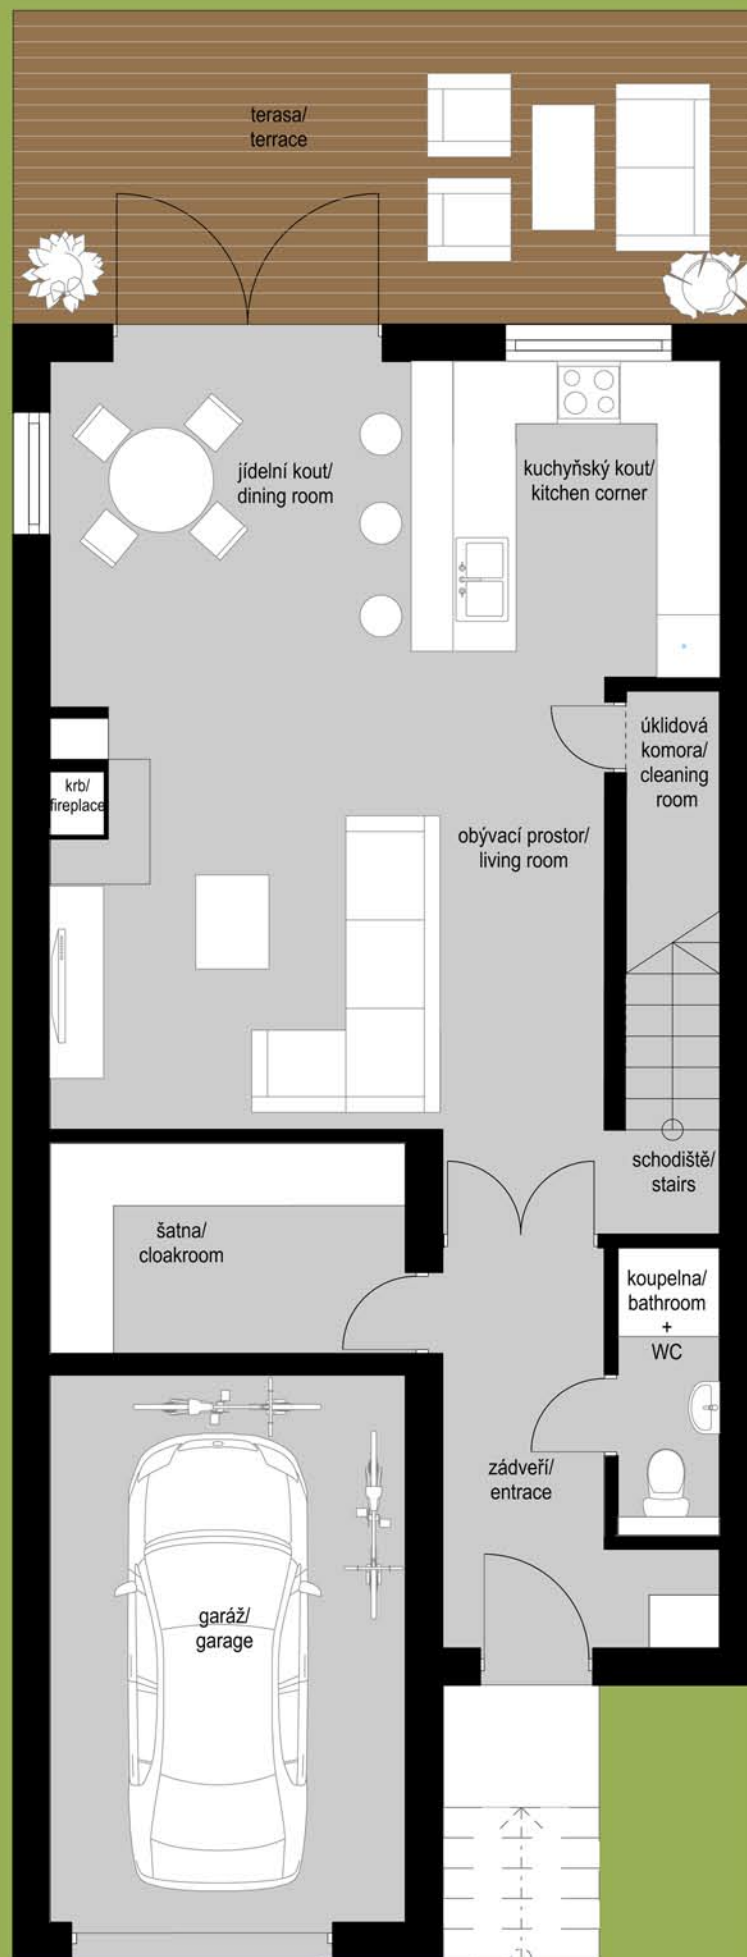 terasa/
terrace
jídelní kout/
dining room
kuchyňský kout/
kitchen corner
úklidová
komora/
cleaning
room
krb/
fireplace
obývací prostor/
living room
schodiště/
stairs
šatna/
cloakroom
koupelna/
bathroom
+
WC
zádveří/
entrace
garáž/
garage